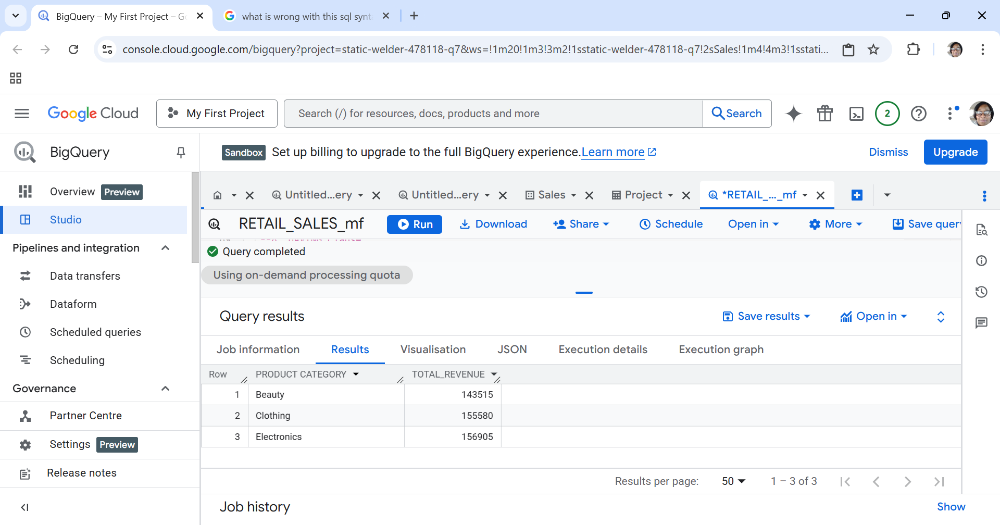 BigQuery – My First Project – Go
what is wrong with this sql synt
console.cloud.google.com/bigquery?project=static-welder-478118-q7&ws=!1m20!1m3!3m2!1sstatic-welder-478118-q7!2sSales!1m4!4m3!1sstati...
Google Cloud
My First Project
Search (/) for resources, docs, products and more
Search
2
BigQuery
Sandbox Set up billing to upgrade to the full BigQuery experience. Learn more
Dismiss
Upgrade
Overview Preview
Studio
Pipelines and integration
Data transfers
Dataform
Scheduled queries
Scheduling
Governance
Partner Centre
Settings Preview
Release notes
Untitled...ery
Untitled...ery
Sales
Project
*RETAIL_..._mf
RETAIL_SALES_mf
Run
Download
Share
Schedule
Open in
More
Save query
Query completed
Using on-demand processing quota
Query results
Save results
Open in
Job information
Results
Visualisation
JSON
Execution details
Execution graph
Row PRODUCT CATEGORY TOTAL_REVENUE
1 Beauty 143515
2 Clothing 155580
3 Electronics 156905
Results per page: 50 1 – 3 of 3
Job history
Show